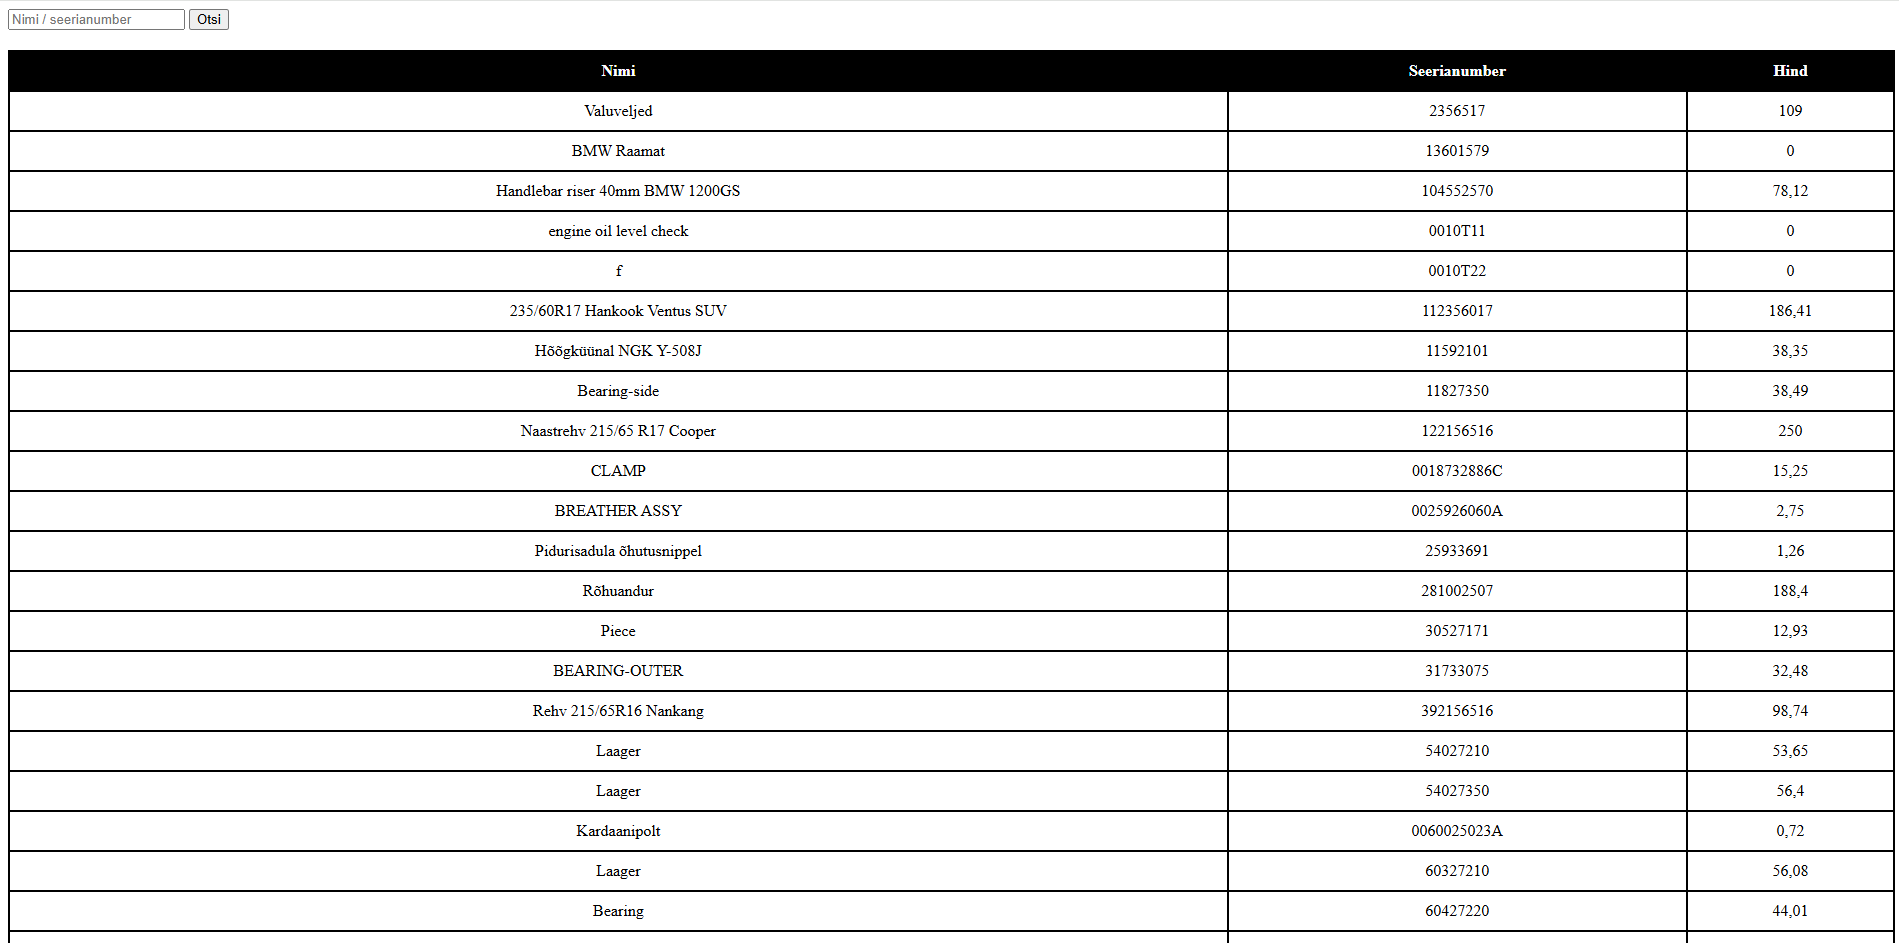 Nimi / seerianumber Otsi
Nimi Seerianumber Hind
Valuveljed 2356517 109
BMW Raamat 13601579 0
Handlebar riser 40mm BMW 1200GS 104552570 78,12
engine oil level check 0010T11 0
f 0010T22 0
235/60R17 Hankook Ventus SUV 112356017 186,41
Hõõgküünal NGK Y-508J 11592101 38,35
Bearing-side 11827350 38,49
Naastrehv 215/65 R17 Cooper 122156516 250
CLAMP 0018732886C 15,25
BREATHER ASSY 0025926060A 2,75
Pidurisadula õhutusnippel 25933691 1,26
Rõhuandur 281002507 188,4
Piece 30527171 12,93
BEARING-OUTER 31733075 32,48
Rehv 215/65R16 Nankang 392156516 98,74
Laager 54027210 53,65
Laager 54027350 56,4
Kardaanipolt 0060025023A 0,72
Laager 60327210 56,08
Bearing 60427220 44,01